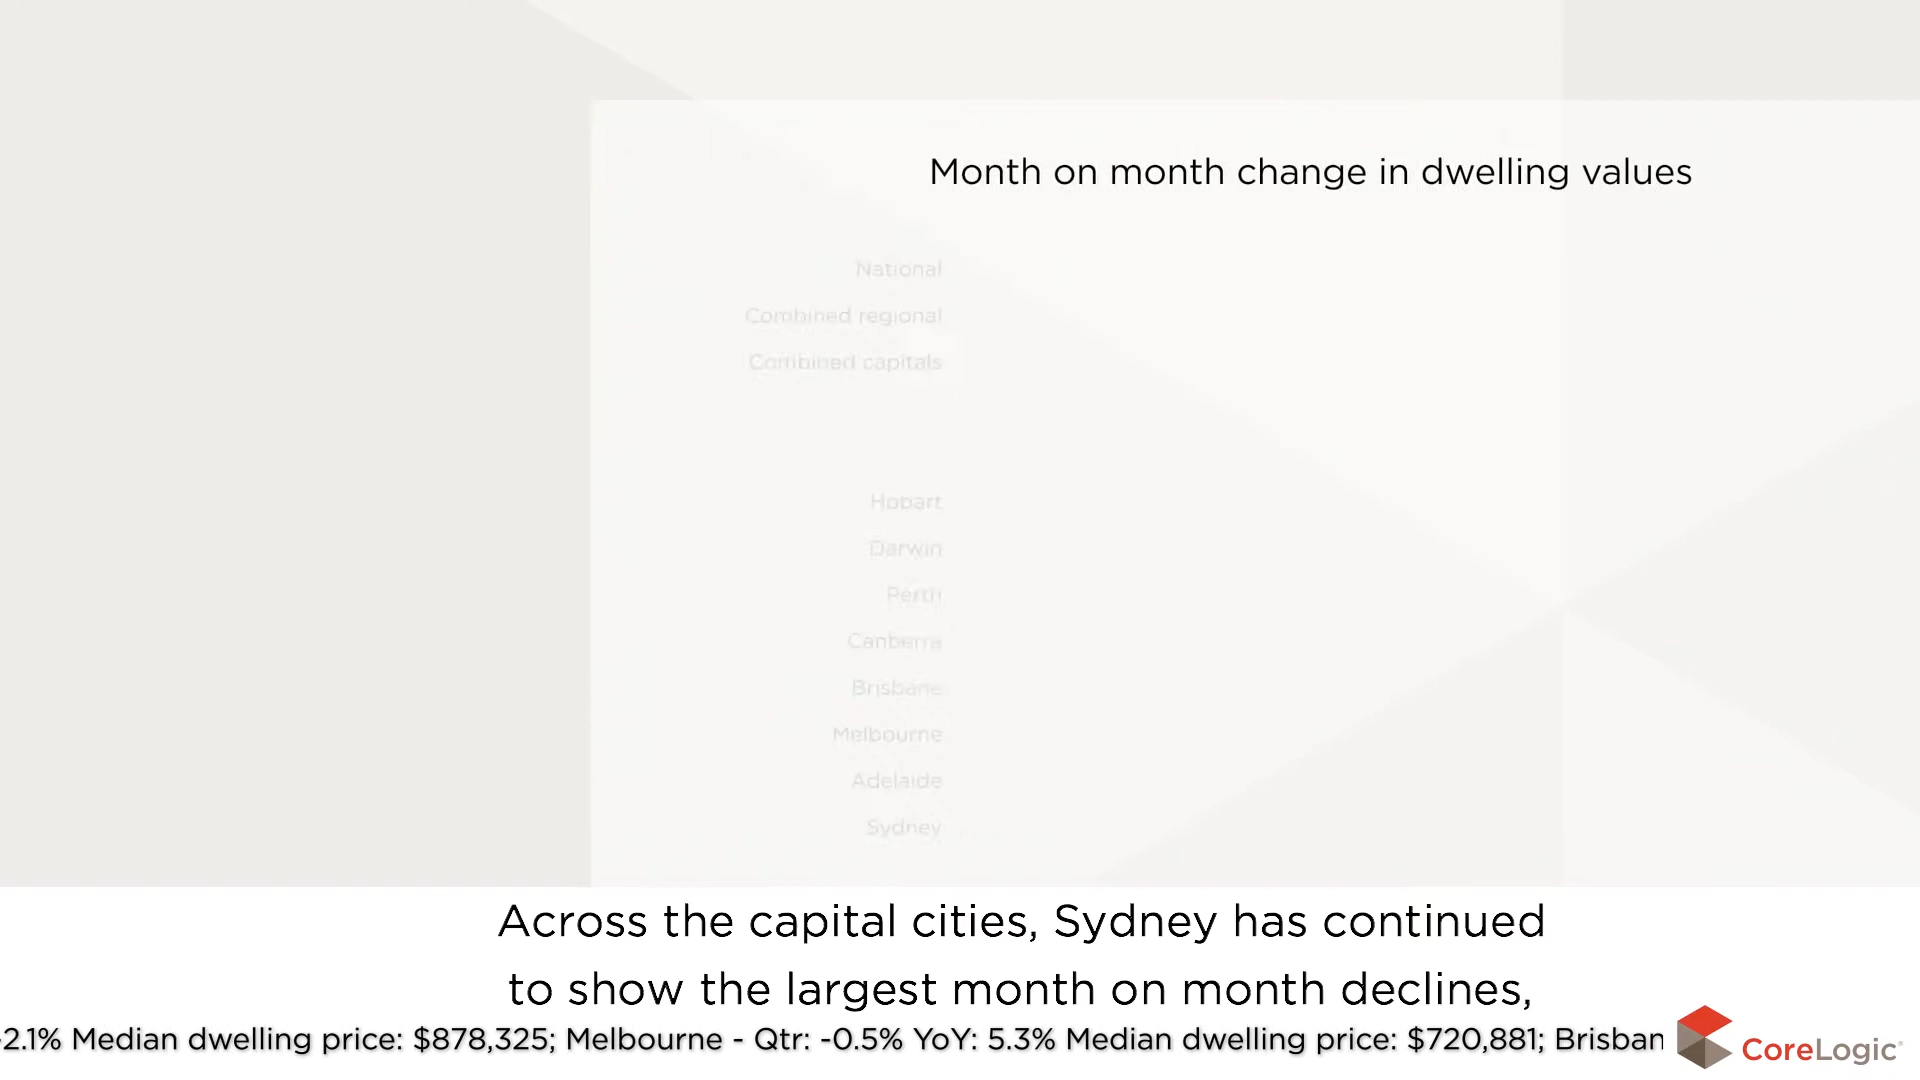 Month on month change in dwelling values
National
Combined regional
Combined capitals
Hobart
Darwin
Perth
Canberra
Brisbane
Melbourne
Adelaide
Sydney
Across the capital cities, Sydney has continued
to show the largest month on month declines,
-2.1% Median dwelling price: $878,325; Melbourne - Qtr: -0.5% YoY: 5.3% Median dwelling price: $720,881; Brisban
CoreLogic